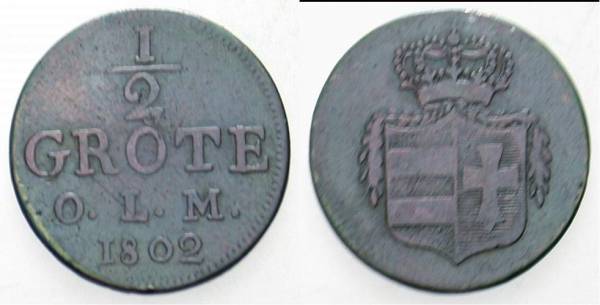 1
2
GROTE
O. L. M.
1802